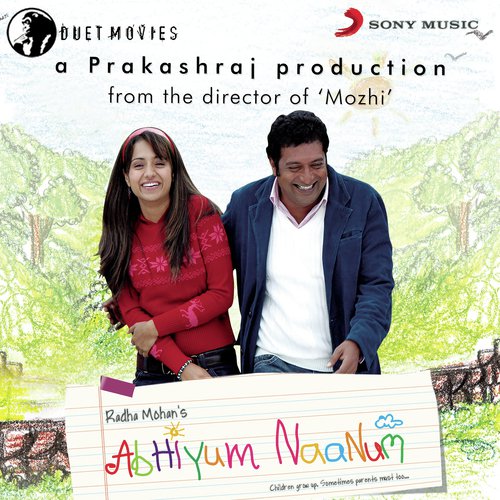 DUET MOVIES
SONY MUSIC
a Prakashraj production
from the director of ‘Mozhi’
Radha Mohan's
AbHiYum NaaNum
Children grow up. Sometimes parents must too...